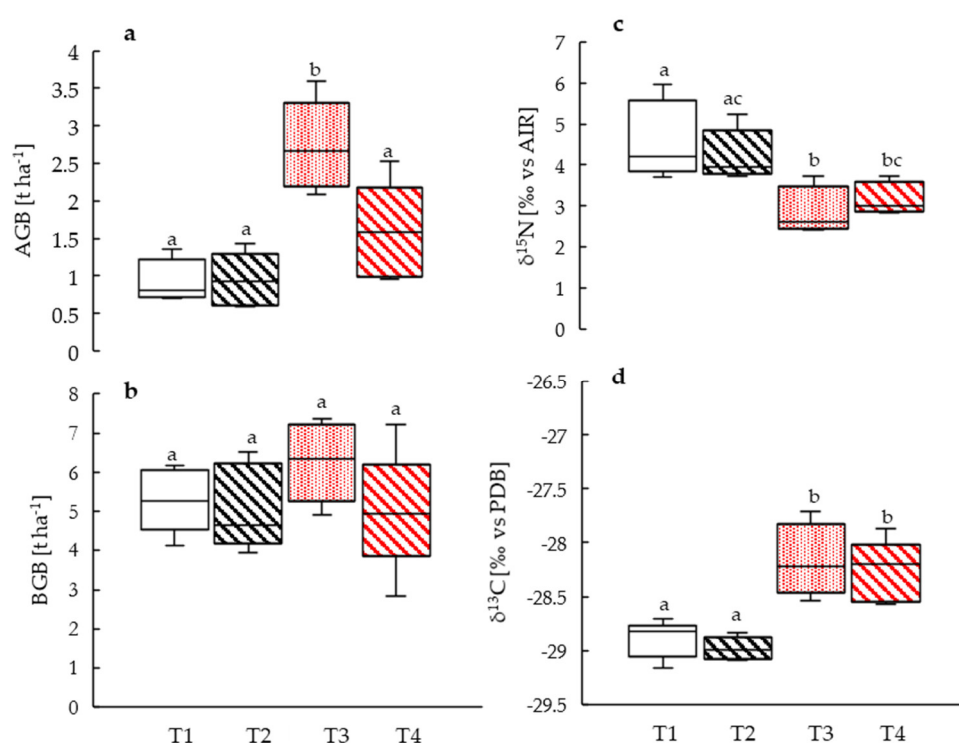 a
AGB [t ha-1]
4
3.5
3
2.5
2
1.5
1
0.5
0
a
a
b
a
c
δ15N [‰ vs AIR]
7
6
5
4
3
2
1
0
a
ac
b
bc
b
BGB [t ha-1]
8
7
6
5
4
3
2
1
0
a
a
a
a
T1
T2
T3
T4
d
δ13C [‰ vs PDB]
-26.5
-27
-27.5
-28
-28.5
-29
-29.5
a
a
b
b
T1
T2
T3
T4